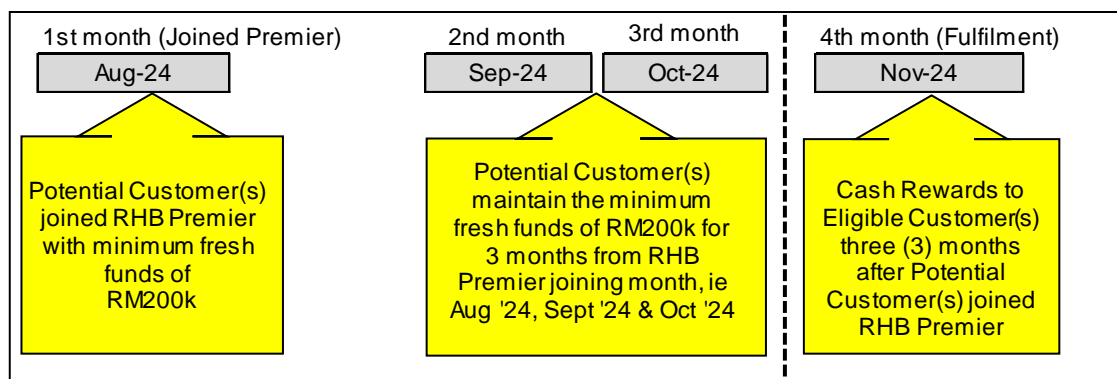 1st month (Joined Premier)
Aug-24
Potential Customer(s)
joined RHB Premier
with minimum fresh
funds of
RM200k
2nd month
3rd month
Sep-24
Oct-24
Potential Customer(s)
maintain the minimum
fresh funds of RM200k for
3 months from RHB
Premier joining month, ie
Aug '24, Sept '24 & Oct '24
4th month (Fulfilment)
Nov-24
Cash Rewards to
Eligible Customer(s)
three (3) months
after Potential
Customer(s) joined
RHB Premier